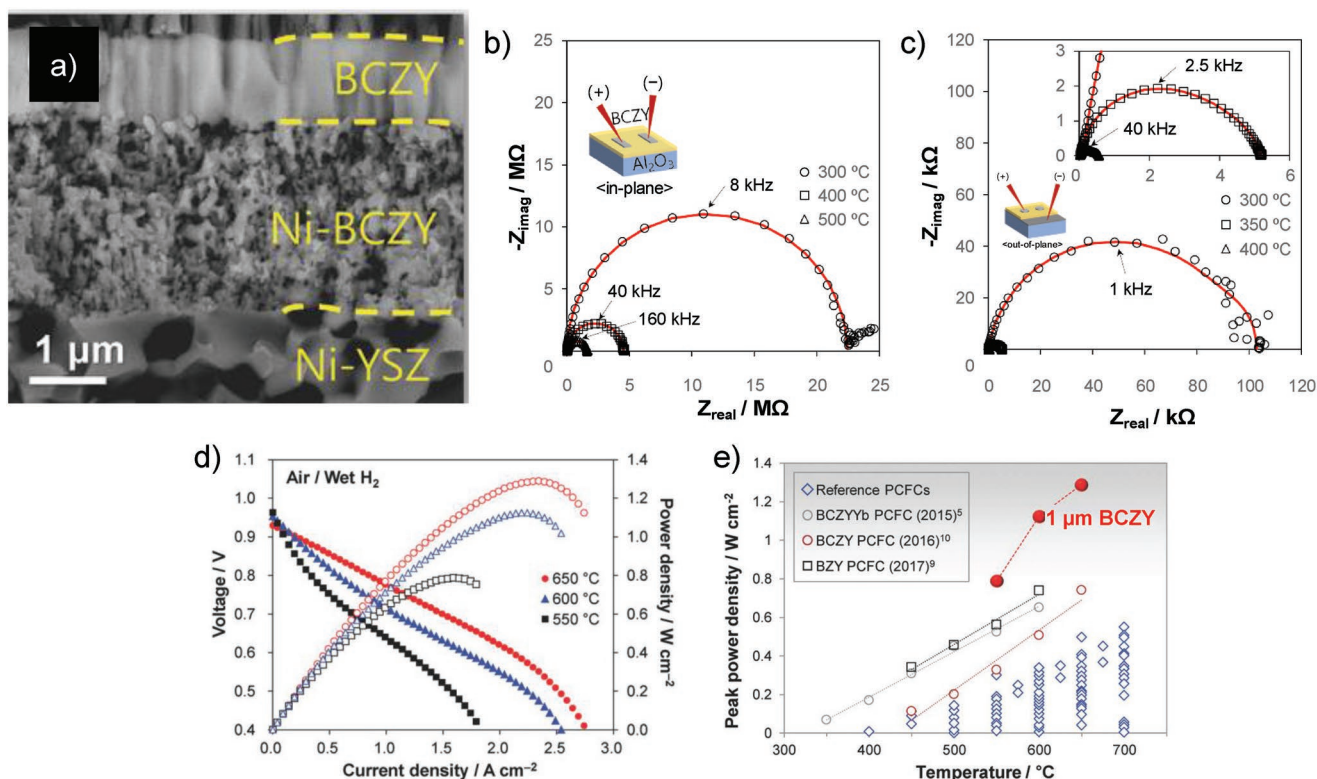 a)
BCZY
Ni-BCZY
1 µm
Ni-YSZ
b)
25
20
15
10
5
0
-Z_imag / MΩ
(+)
(−)
BCZY
Al₂O₃
<in-plane>
300 ºC
400 ºC
500 ºC
8 kHz
40 kHz
160 kHz
0 5 10 15 20 25
Z_real / MΩ
c)
120
100
80
60
40
20
0
-Z_imag / kΩ
3
2
1
0
2.5 kHz
40 kHz
0 2 4 6
(+)
(−)
<out-of-plane>
300 ºC
350 ºC
400 ºC
1 kHz
0 20 40 60 80 100 120
Z_real / kΩ
d)
1.1
1.0
0.9
0.8
0.7
0.6
0.5
0.4
Voltage / V
Air / Wet H₂
650 °C
600 °C
550 °C
1.4
1.2
1.0
0.8
0.6
0.4
0.2
0.0
Power density / W cm⁻²
0.0 0.5 1.0 1.5 2.0 2.5 3.0
Current density / A cm⁻²
e)
1.4
1.2
1
0.8
0.6
0.4
0.2
0
Peak power density / W cm⁻²
Reference PCFCs
BCZYYb PCFC (2015)⁵
BCZY PCFC (2016)¹⁰
BZY PCFC (2017)⁹
1 µm BCZY
300 400 500 600 700
Temperature / °C